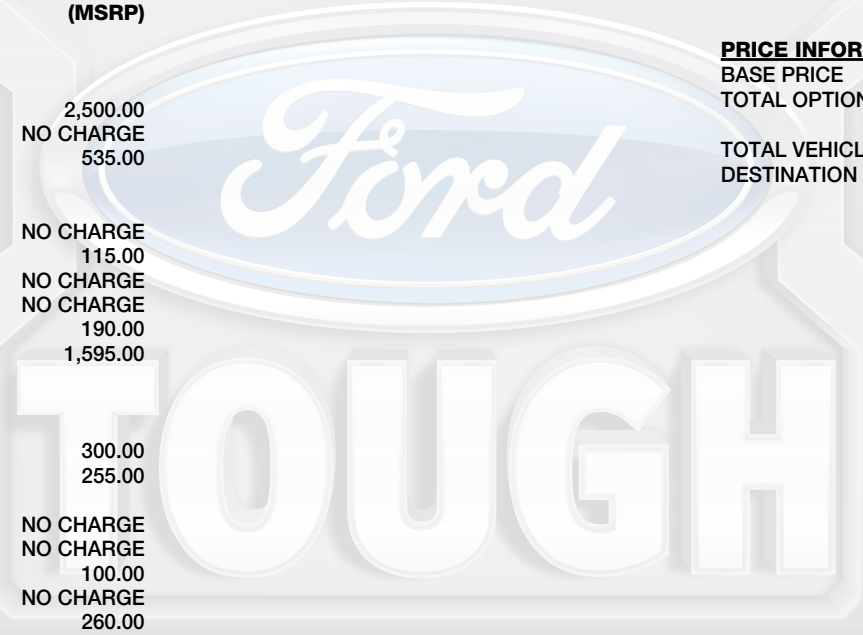 (MSRP)
2,500.00
NO CHARGE
535.00
NO CHARGE
115.00
NO CHARGE
NO CHARGE
190.00
1,595.00
300.00
255.00
NO CHARGE
NO CHARGE
100.00
NO CHARGE
260.00
PRICE INFOR
BASE PRICE
TOTAL OPTION
TOTAL VEHICL
DESTINATION
Ford
TOUGH